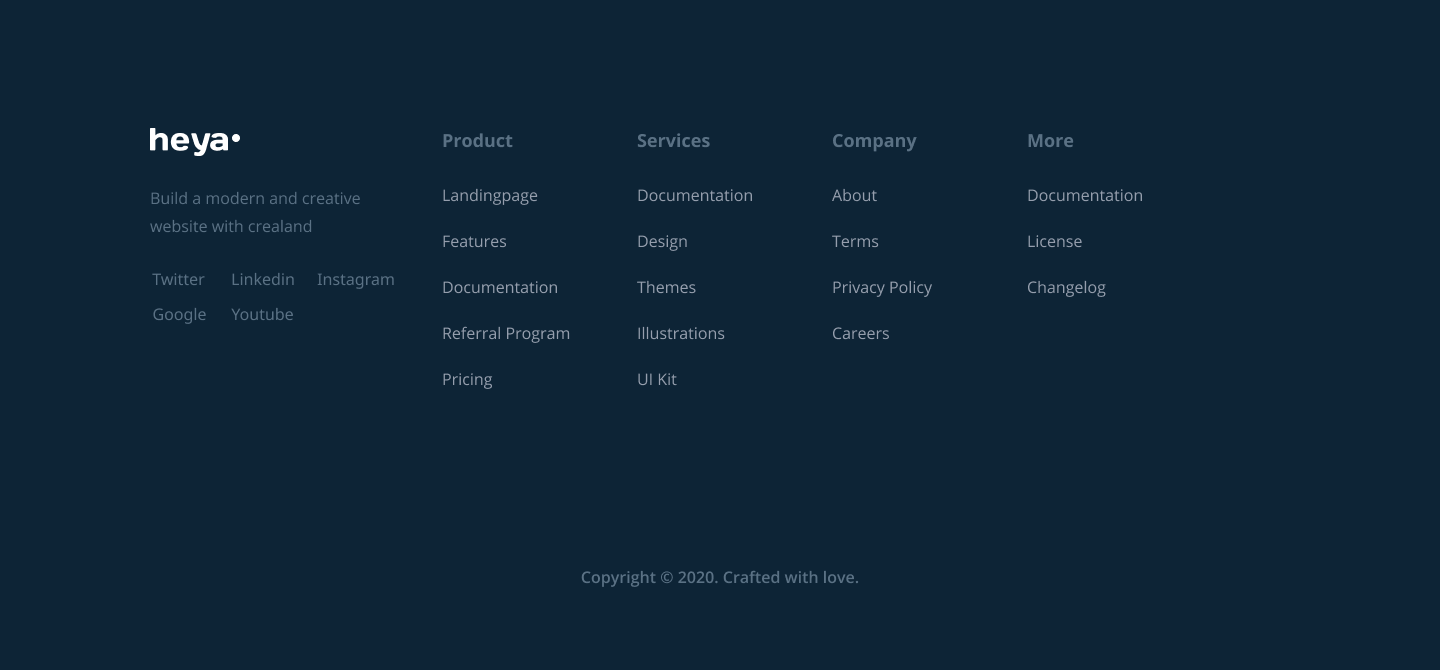 heya
Build a modern and creative
website with crealand
Twitter Linkedin Instagram
Google Youtube
Product
Landingpage
Features
Documentation
Referral Program
Pricing
Services
Documentation
Design
Themes
Illustrations
UI Kit
Company
About
Terms
Privacy Policy
Careers
More
Documentation
License
Changelog
Copyright © 2020. Crafted with love.